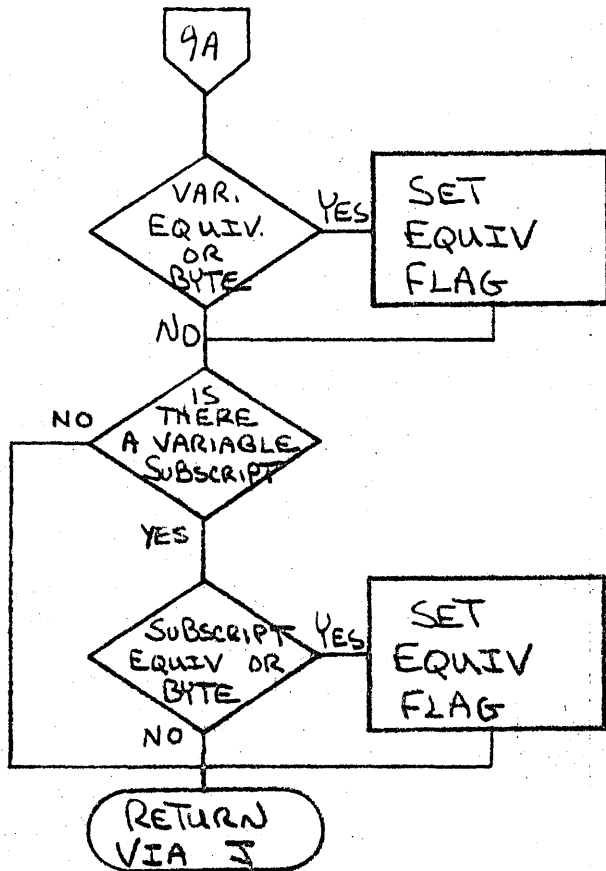 9A
VAR.
EQUIV.
OR
BYTE
YES
SET
EQUIV
FLAG
NO
IS
THERE
A VARIABLE
SUBSCRIPT
NO
YES
SUBSCRIPT
EQUIV OR
BYTE
YES
SET
EQUIV
FLAG
NO
RETURN
VIA J